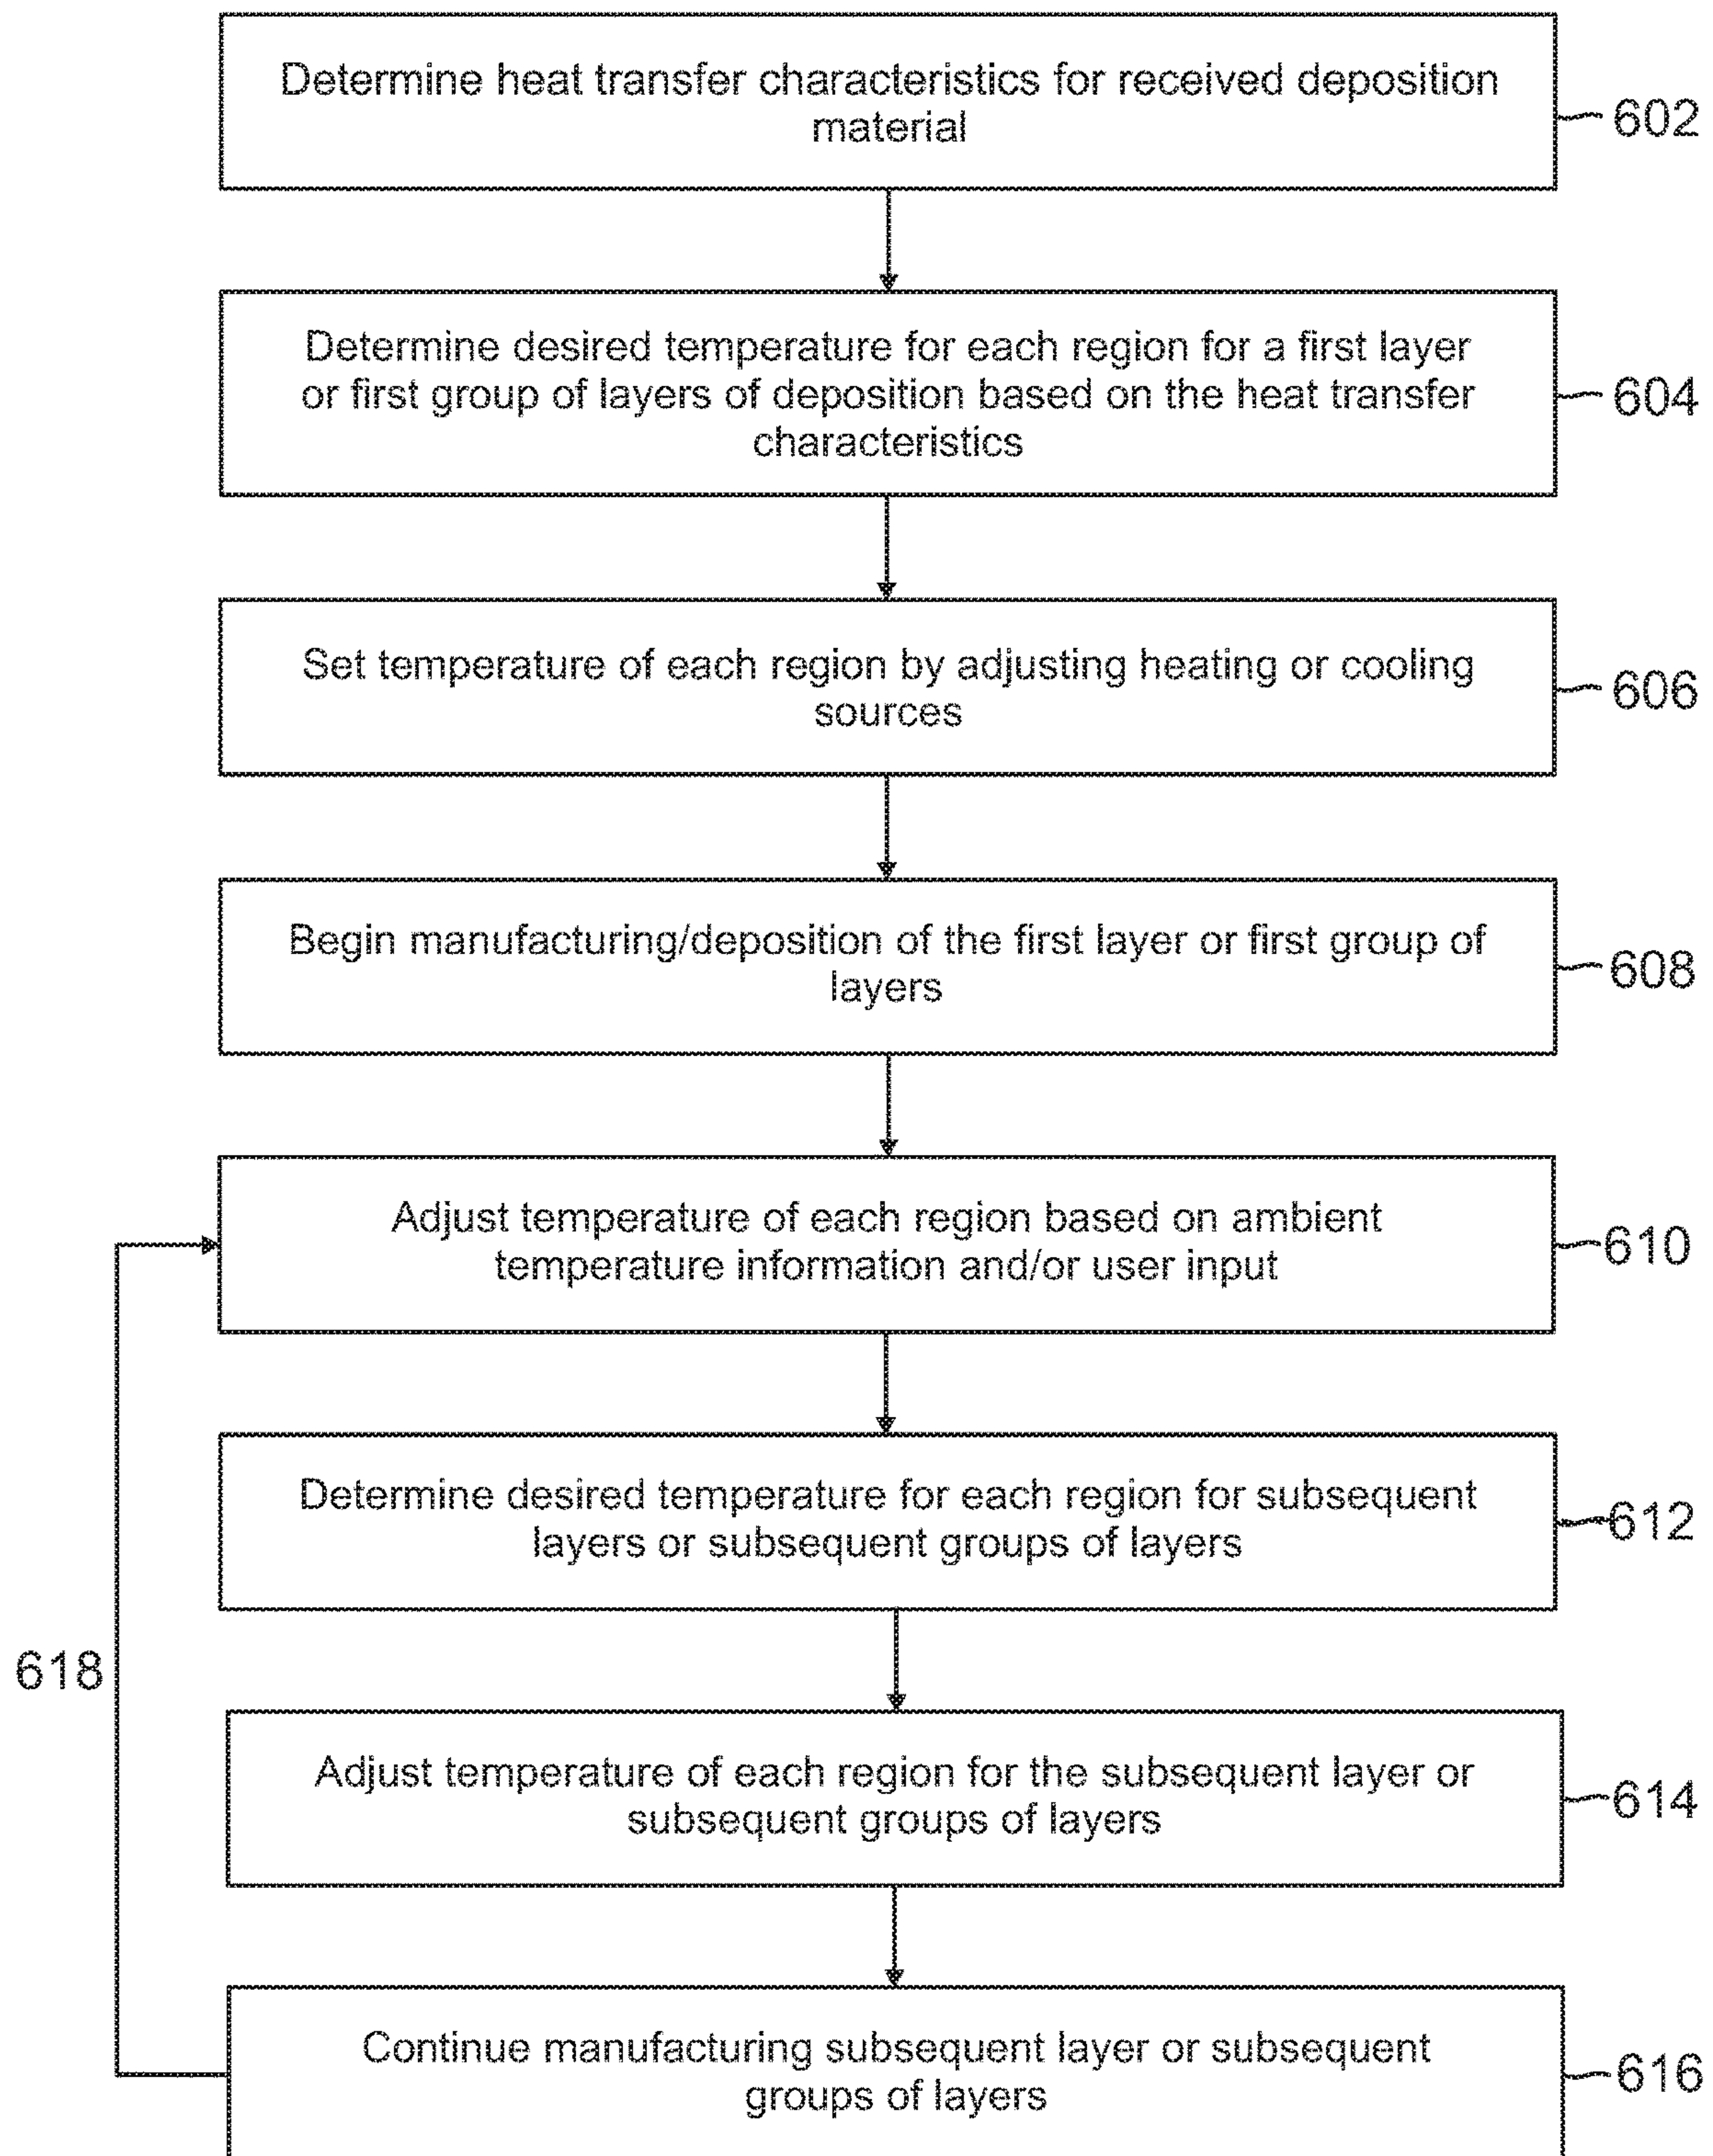 Determine heat transfer characteristics for received deposition
material
602
Determine desired temperature for each region for a first layer
or first group of layers of deposition based on the heat transfer
characteristics
604
Set temperature of each region by adjusting heating or cooling
sources
606
Begin manufacturing/deposition of the first layer or first group of
layers
608
Adjust temperature of each region based on ambient
temperature information and/or user input
610
Determine desired temperature for each region for subsequent
layers or subsequent groups of layers
612
618
Adjust temperature of each region for the subsequent layer or
subsequent groups of layers
614
Continue manufacturing subsequent layer or subsequent
groups of layers
616